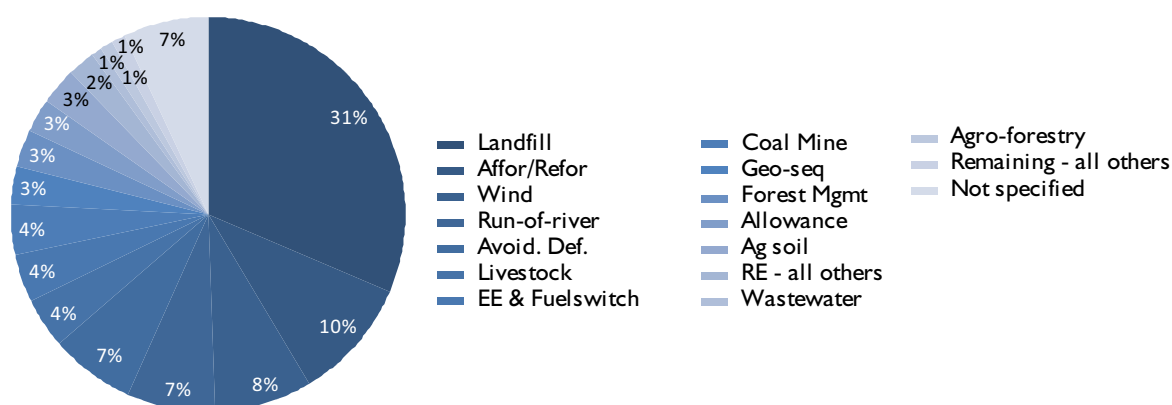 31%
10%
8%
7%
7%
4%
4%
4%
3%
3%
3%
3%
2%
1%
1%
1%
7%
Landfill
Affor/Refor
Wind
Run-of-river
Avoid. Def.
Livestock
EE & Fuelswitch
Coal Mine
Geo-seq
Forest Mgmt
Allowance
Ag soil
RE - all others
Wastewater
Agro-forestry
Remaining - all others
Not specified